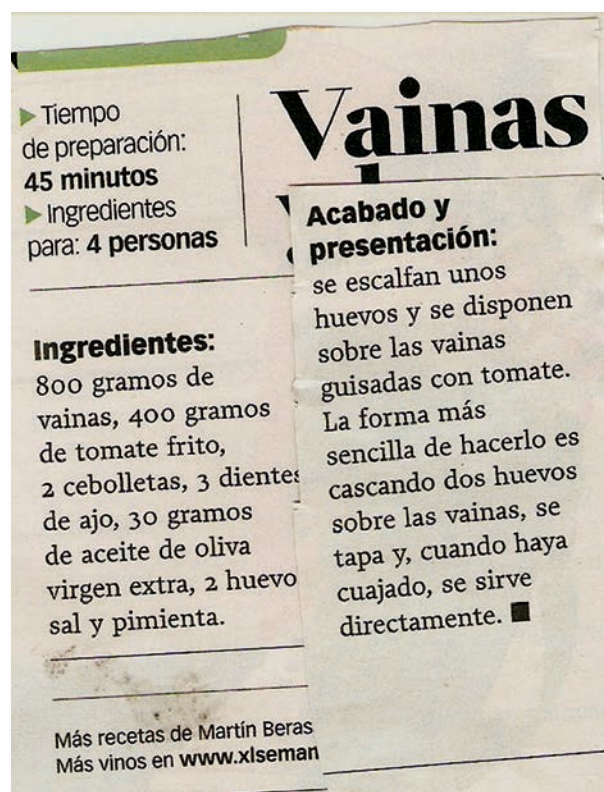 Tiempo
de preparación:
45 minutos
Ingredientes
para: 4 personas
Vainas
Ingredientes:
800 gramos de
vainas, 400 gramos
de tomate frito,
2 cebolletas, 3 dientes
de ajo, 30 gramos
de aceite de oliva
virgen extra, 2 huevo
sal y pimienta.
Más recetas de Martín Beras
Más vinos en www.xlseman
Acabado y
presentación:
se escalfan unos
huevos y se disponen
sobre las vainas
guisadas con tomate.
La forma más
sencilla de hacerlo es
cascando dos huevos
sobre las vainas, se
tapa y, cuando haya
cuajado, se sirve
directamente.